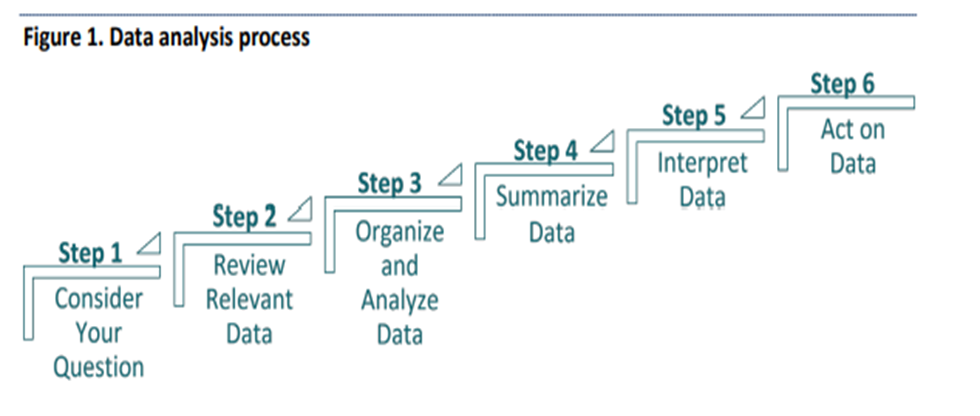 Figure 1. Data analysis process
Step 1
Consider
Your
Question
Step 2
Review
Relevant
Data
Step 3
Organize
and
Analyze
Data
Step 4
Summarize
Data
Step 5
Interpret
Data
Step 6
Act on
Data